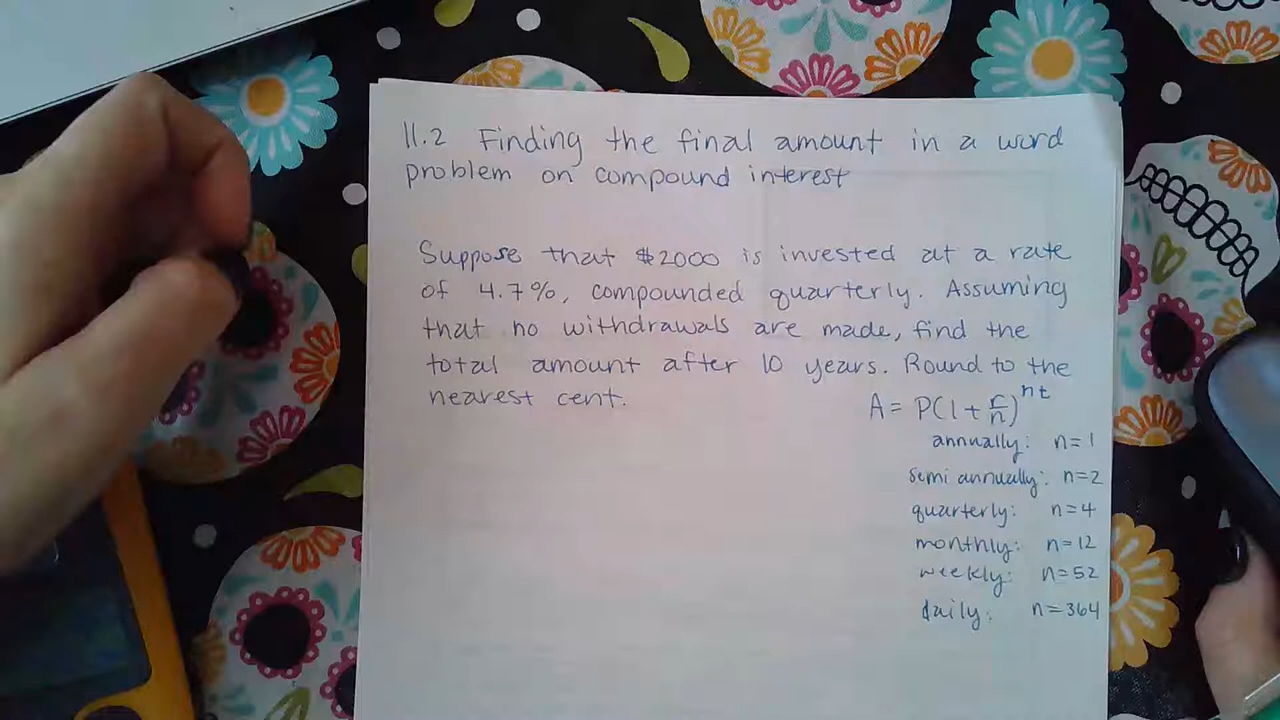 11.2 Finding the final amount in a word
problem on compound interest
Suppose that $2000 is invested at a rate
of 4.7%, compounded quarterly. Assuming
that no withdrawals are made, find the
total amount after 10 years. Round to the
nearest cent.
A = P(1 + r/n)^nt
annually: n=1
semi annually: n=2
quarterly: n=4
monthly: n=12
weekly: n=52
daily: n=364